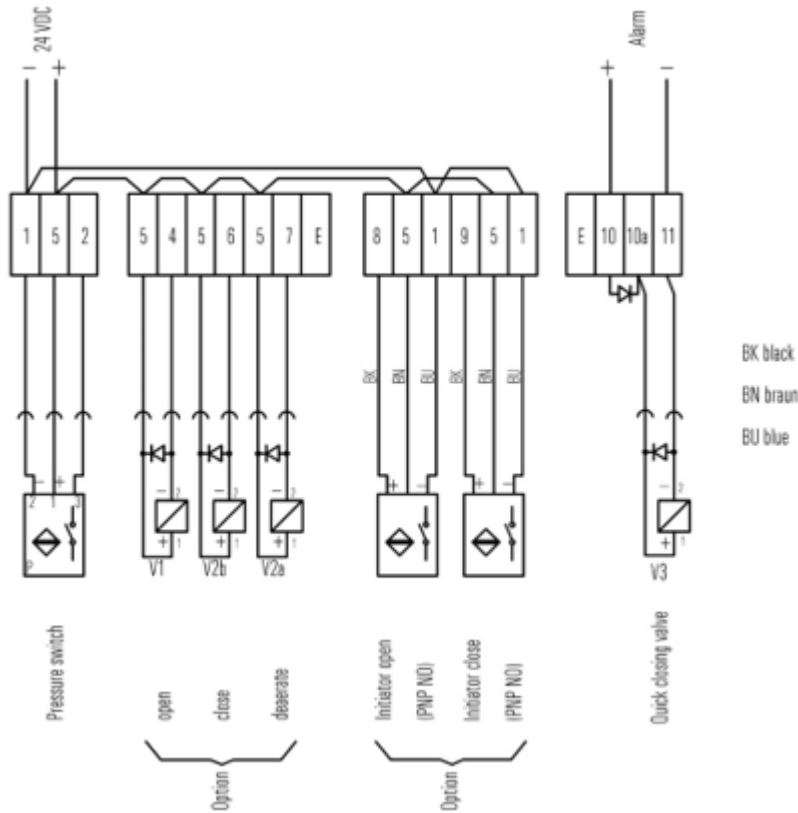 24 VDC
Alarm
− +
+ −
1 5 2
5 4 5 6 5 7 E
8 5 1 9 5 1
E 10 10a 11
BK BN BU BK BN BU
BK black
BN braun
BU blue
− +
2 1 3
P
− 2
+ 1
V1
− 2
+ 1
V2b
− 2
+ 1
V2a
+ −
+ −
− 2
+ 1
V3
Pressure switch
open
close
deaerate
Option
Initiator open
(PNP NO)
Initiator close
(PNP NO)
Option
Quick closing valve